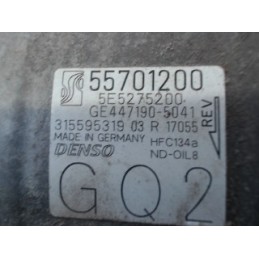 55701200
5E5275200
GE447190-5041
315595319 03 R 17055
MADE IN GERMANY HFC134a
DENSO ND-OIL8
REV
GQ2